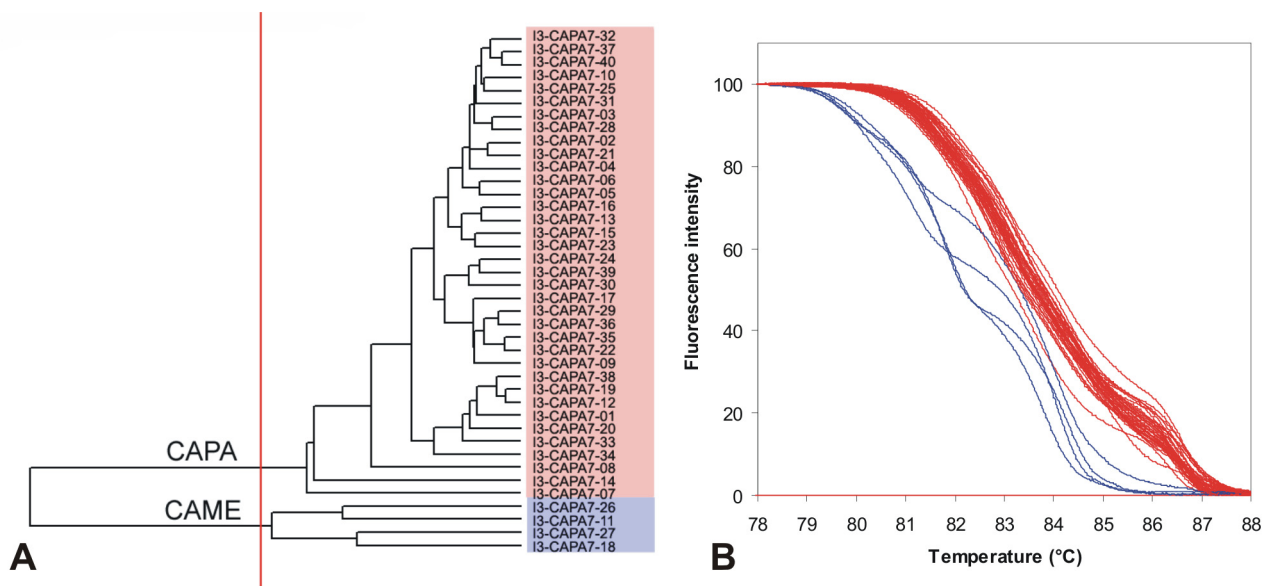 I3-CAPA7-32
I3-CAPA7-37
I3-CAPA7-40
I3-CAPA7-10
I3-CAPA7-25
I3-CAPA7-31
I3-CAPA7-03
I3-CAPA7-28
I3-CAPA7-02
I3-CAPA7-21
I3-CAPA7-04
I3-CAPA7-06
I3-CAPA7-05
I3-CAPA7-16
I3-CAPA7-13
I3-CAPA7-15
I3-CAPA7-23
I3-CAPA7-24
I3-CAPA7-39
I3-CAPA7-30
I3-CAPA7-17
I3-CAPA7-29
I3-CAPA7-36
I3-CAPA7-35
I3-CAPA7-22
I3-CAPA7-09
I3-CAPA7-38
I3-CAPA7-19
I3-CAPA7-12
I3-CAPA7-01
I3-CAPA7-20
I3-CAPA7-33
I3-CAPA7-34
I3-CAPA7-08
I3-CAPA7-14
I3-CAPA7-07
I3-CAPA7-26
I3-CAPA7-11
I3-CAPA7-27
I3-CAPA7-18
CAPA
CAME
A
Fluorescence intensity
100
80
60
40
20
0
78 79 80 81 82 83 84 85 86 87 88
Temperature (°C)
B